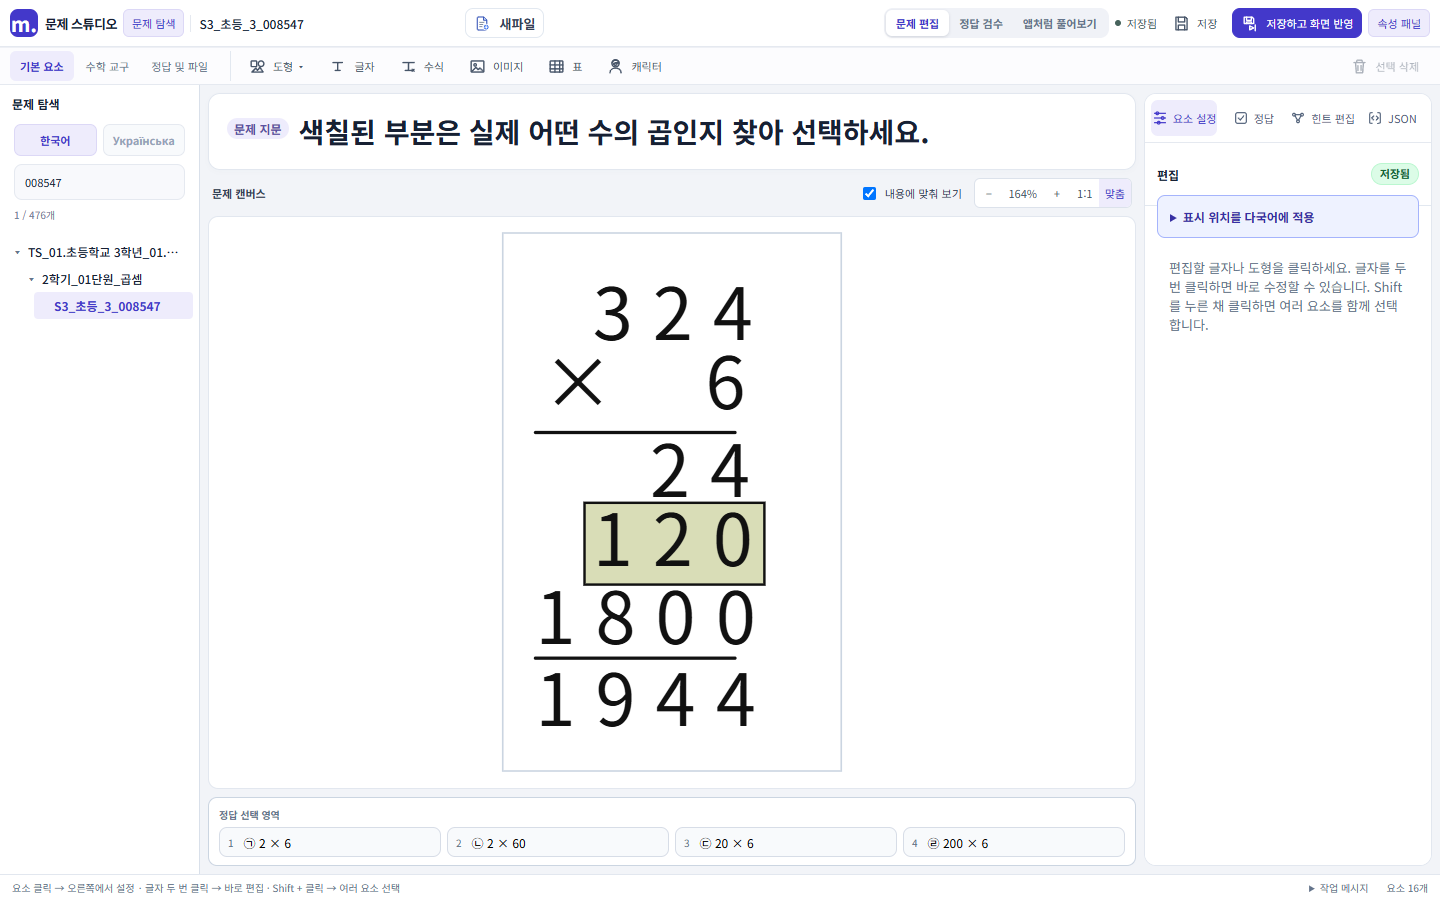 m. 문제 스튜디오 문제 탐색 S3_초등_3_008547 새파일 문제 편집 정답 검수 앱처럼 풀어보기 저장됨 저장 저장하고 화면 반영 속성 패널
기본 요소 수학 교구 정답 및 파일 도형 글자 수식 이미지 표 캐릭터 선택 삭제
문제 탐색
한국어 Українська
008547
1 / 476개
TS_01.초등학교 3학년_01.…
2학기_01단원_곱셈
S3_초등_3_008547
문제 지문 색칠된 부분은 실제 어떤 수의 곱인지 찾아 선택하세요.
문제 캔버스 내용에 맞춰 보기 − 164% + 1:1 맞춤
3 2 4
× 6
2 4
1 2 0
1 8 0 0
1 9 4 4
정답 선택 영역
1 ㉠ 2 × 6 2 ㉡ 2 × 60 3 ㉢ 20 × 6 4 ㉣ 200 × 6
요소 설정 정답 힌트 편집 JSON
편집 저장됨
▶ 표시 위치를 다국어에 적용
편집할 글자나 도형을 클릭하세요. 글자를 두
번 클릭하면 바로 수정할 수 있습니다. Shift
를 누른 채 클릭하면 여러 요소를 함께 선택
합니다.
요소 클릭 → 오른쪽에서 설정 · 글자 두 번 클릭 → 바로 편집 · Shift + 클릭 → 여러 요소 선택 ▶ 작업 메시지 요소 16개